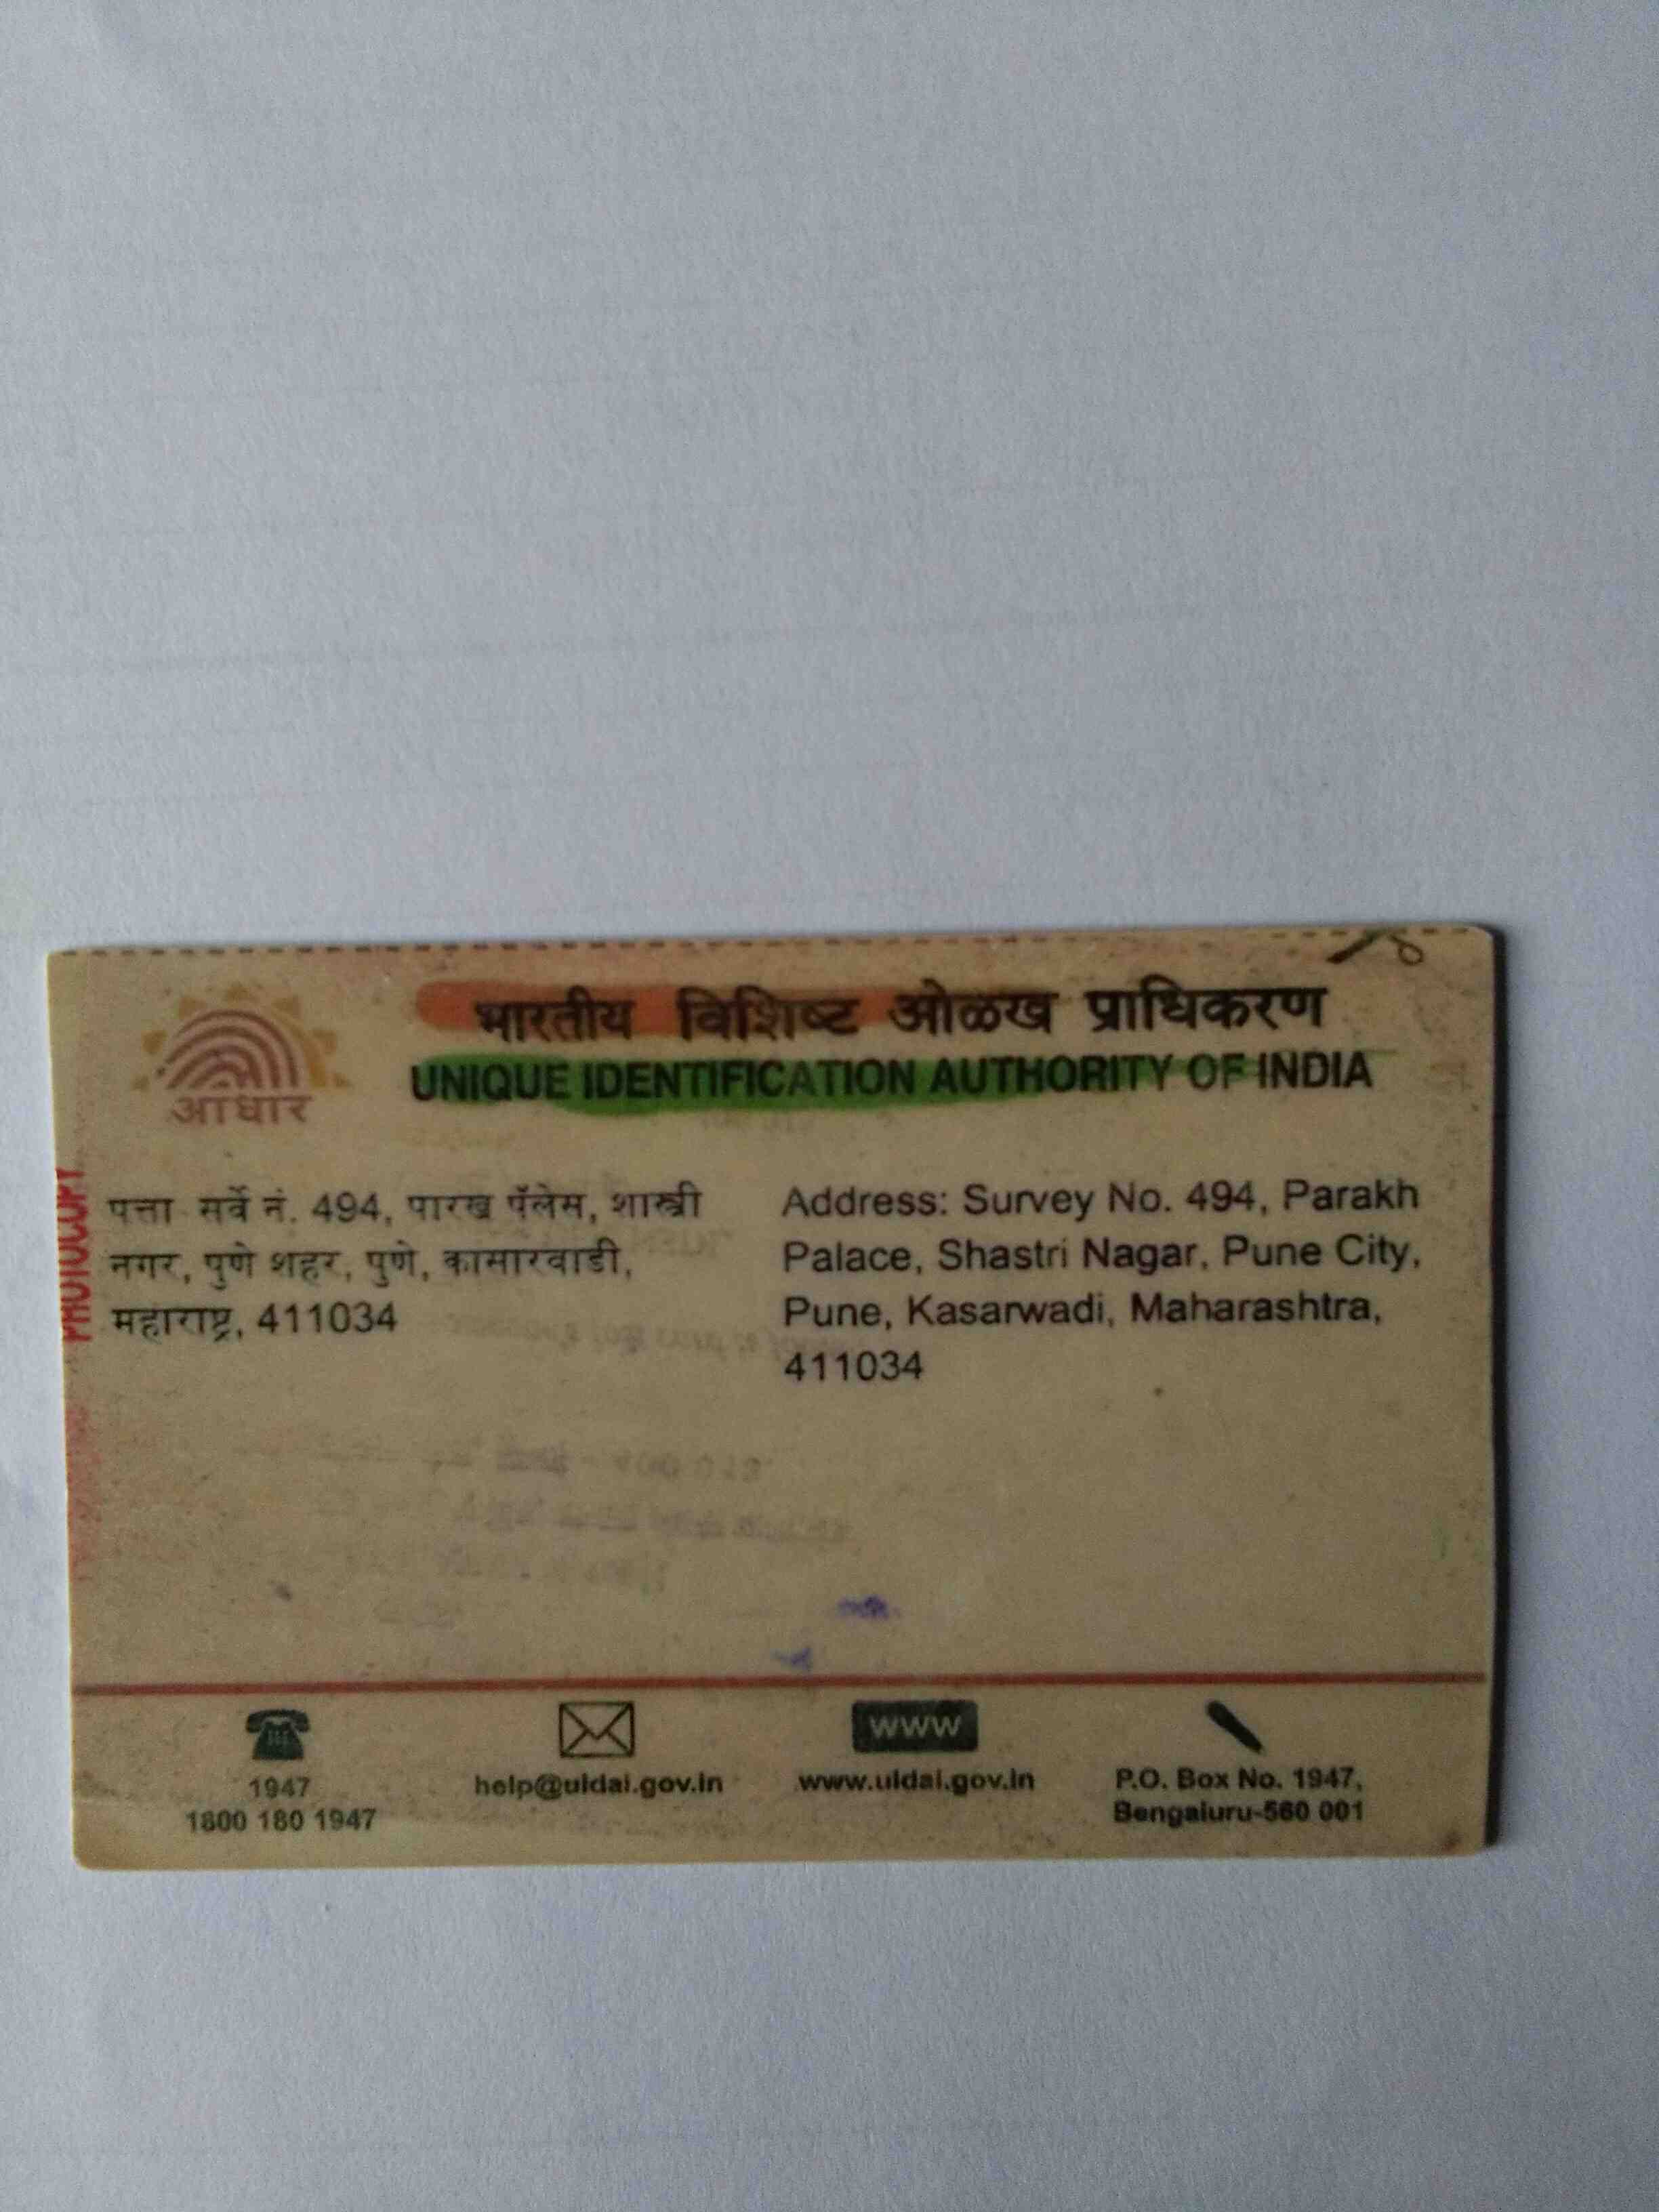 भारतीय विशिष्ट ओळख प्राधिकरण
UNIQUE IDENTIFICATION AUTHORITY OF INDIA
आधार
PHOTOCOPY
पत्ता सर्वे नं. 494, पारख पॅलेस, शास्त्री
नगर, पुणे शहर, पुणे, कासारवाडी,
महाराष्ट्र, 411034
Address: Survey No. 494, Parakh
Palace, Shastri Nagar, Pune City,
Pune, Kasarwadi, Maharashtra,
411034
1947
1800 180 1947
help@uidai.gov.in
www
www.uidai.gov.in
P.O. Box No. 1947,
Bengaluru-560 001